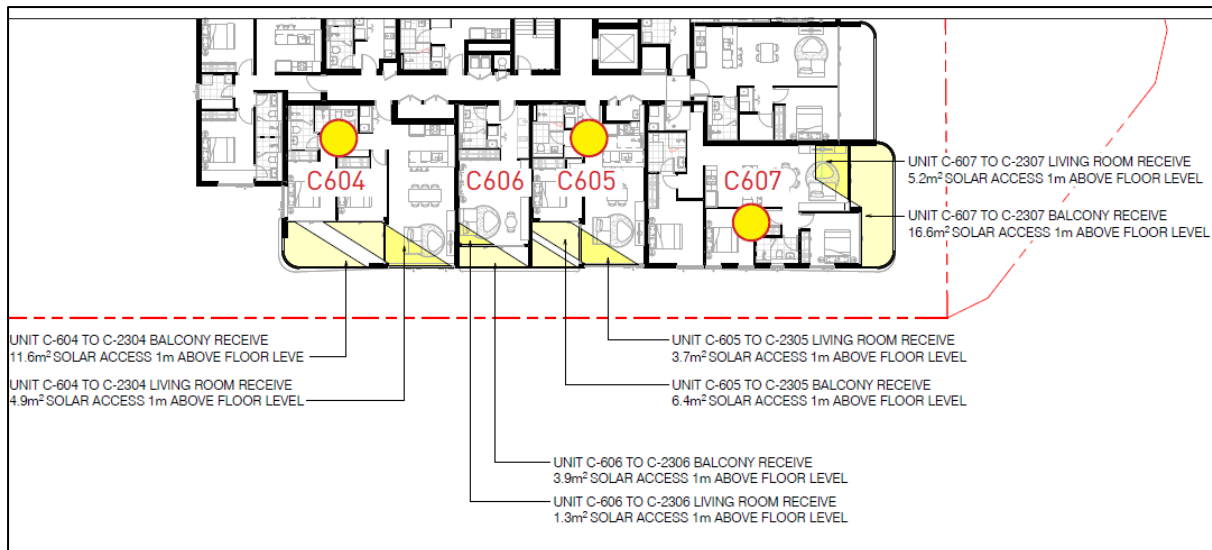 C604
C606
C605
C607
UNIT C-607 TO C-2307 LIVING ROOM RECEIVE
5.2m² SOLAR ACCESS 1m ABOVE FLOOR LEVEL
UNIT C-607 TO C-2307 BALCONY RECEIVE
16.6m² SOLAR ACCESS 1m ABOVE FLOOR LEVEL
UNIT C-604 TO C-2304 BALCONY RECEIVE
11.6m² SOLAR ACCESS 1m ABOVE FLOOR LEVE
UNIT C-604 TO C-2304 LIVING ROOM RECEIVE
4.9m² SOLAR ACCESS 1m ABOVE FLOOR LEVEL
UNIT C-605 TO C-2305 LIVING ROOM RECEIVE
3.7m² SOLAR ACCESS 1m ABOVE FLOOR LEVEL
UNIT C-605 TO C-2305 BALCONY RECEIVE
6.4m² SOLAR ACCESS 1m ABOVE FLOOR LEVEL
UNIT C-606 TO C-2306 BALCONY RECEIVE
3.9m² SOLAR ACCESS 1m ABOVE FLOOR LEVEL
UNIT C-606 TO C-2306 LIVING ROOM RECEIVE
1.3m² SOLAR ACCESS 1m ABOVE FLOOR LEVEL